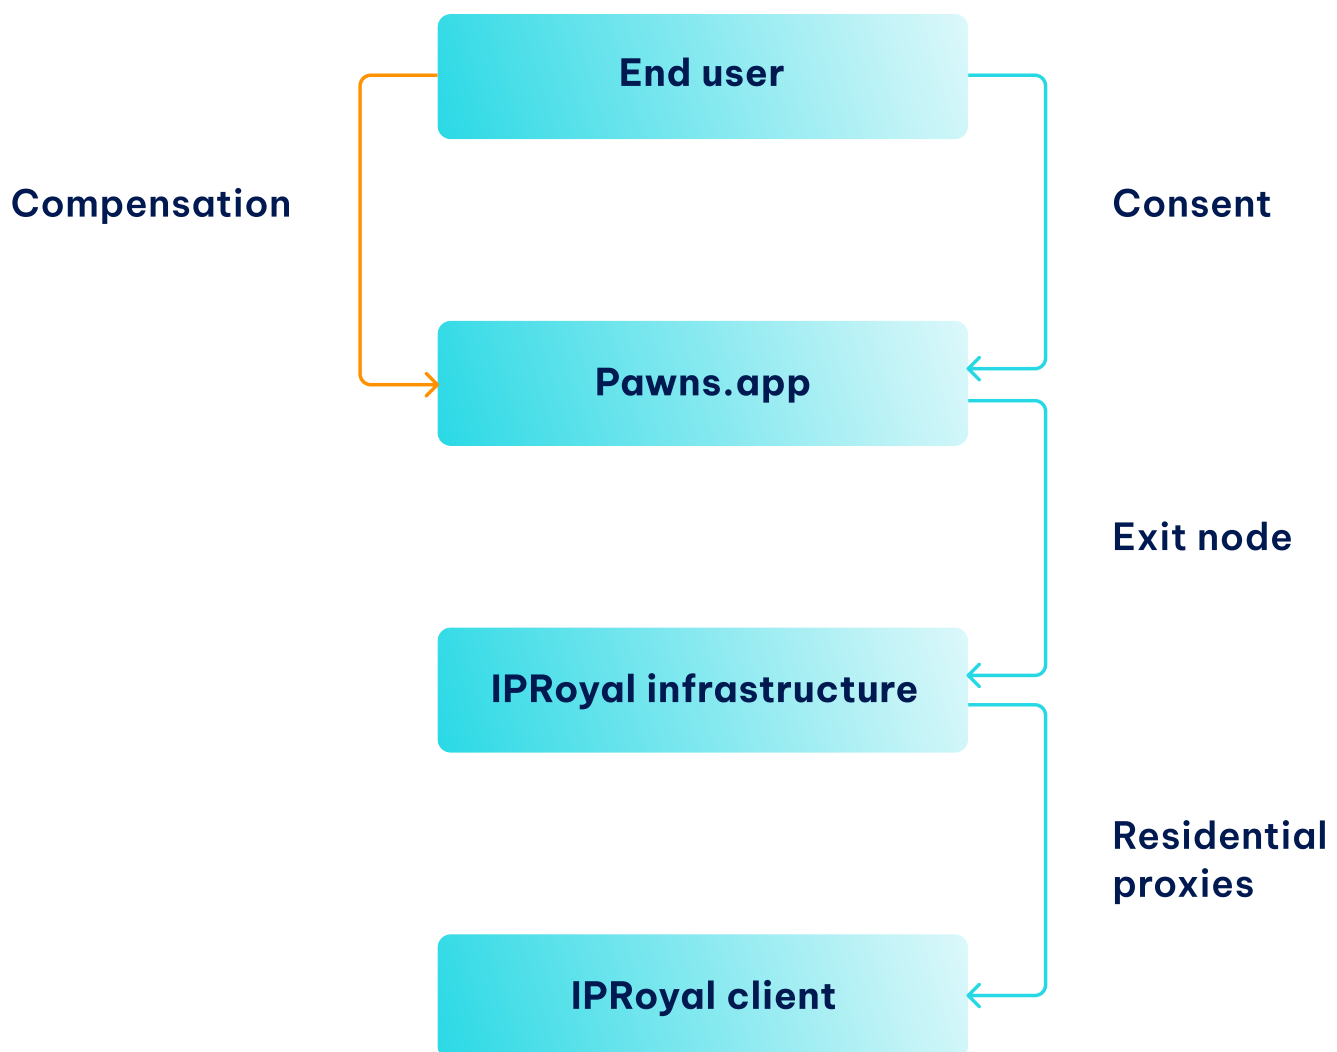 End user
Compensation
Consent
Pawns.app
Exit node
IPRoyal infrastructure
Residential
proxies
IPRoyal client